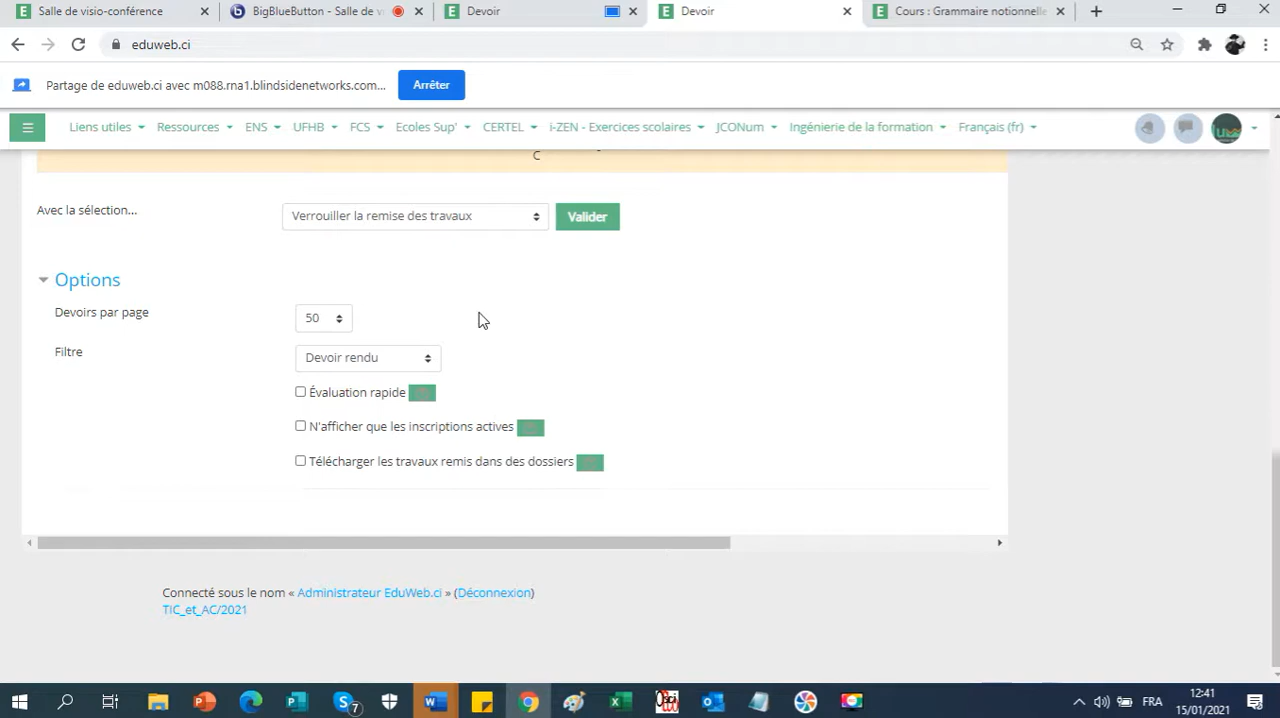 Salle de visio-conférence
BigBlueButton - Salle de v
Devoir
Devoir
Cours : Grammaire notionnelle
eduweb.ci
Partage de eduweb.ci avec m088.rna1.blindsidenetworks.com... Arrêter
Liens utiles Ressources ENS UFHB FCS Ecoles Sup' CERTEL i-ZEN - Exercices scolaires JCONum Ingénierie de la formation Français (fr)
C
Avec la sélection... Verrouiller la remise des travaux Valider
Options
Devoirs par page 50
Filtre Devoir rendu
Évaluation rapide
N'afficher que les inscriptions actives
Télécharger les travaux remis dans des dossiers
Connecté sous le nom « Administrateur EduWeb.ci » (Déconnexion)
TIC_et_AC/2021
7
FRA
12:41
15/01/2021